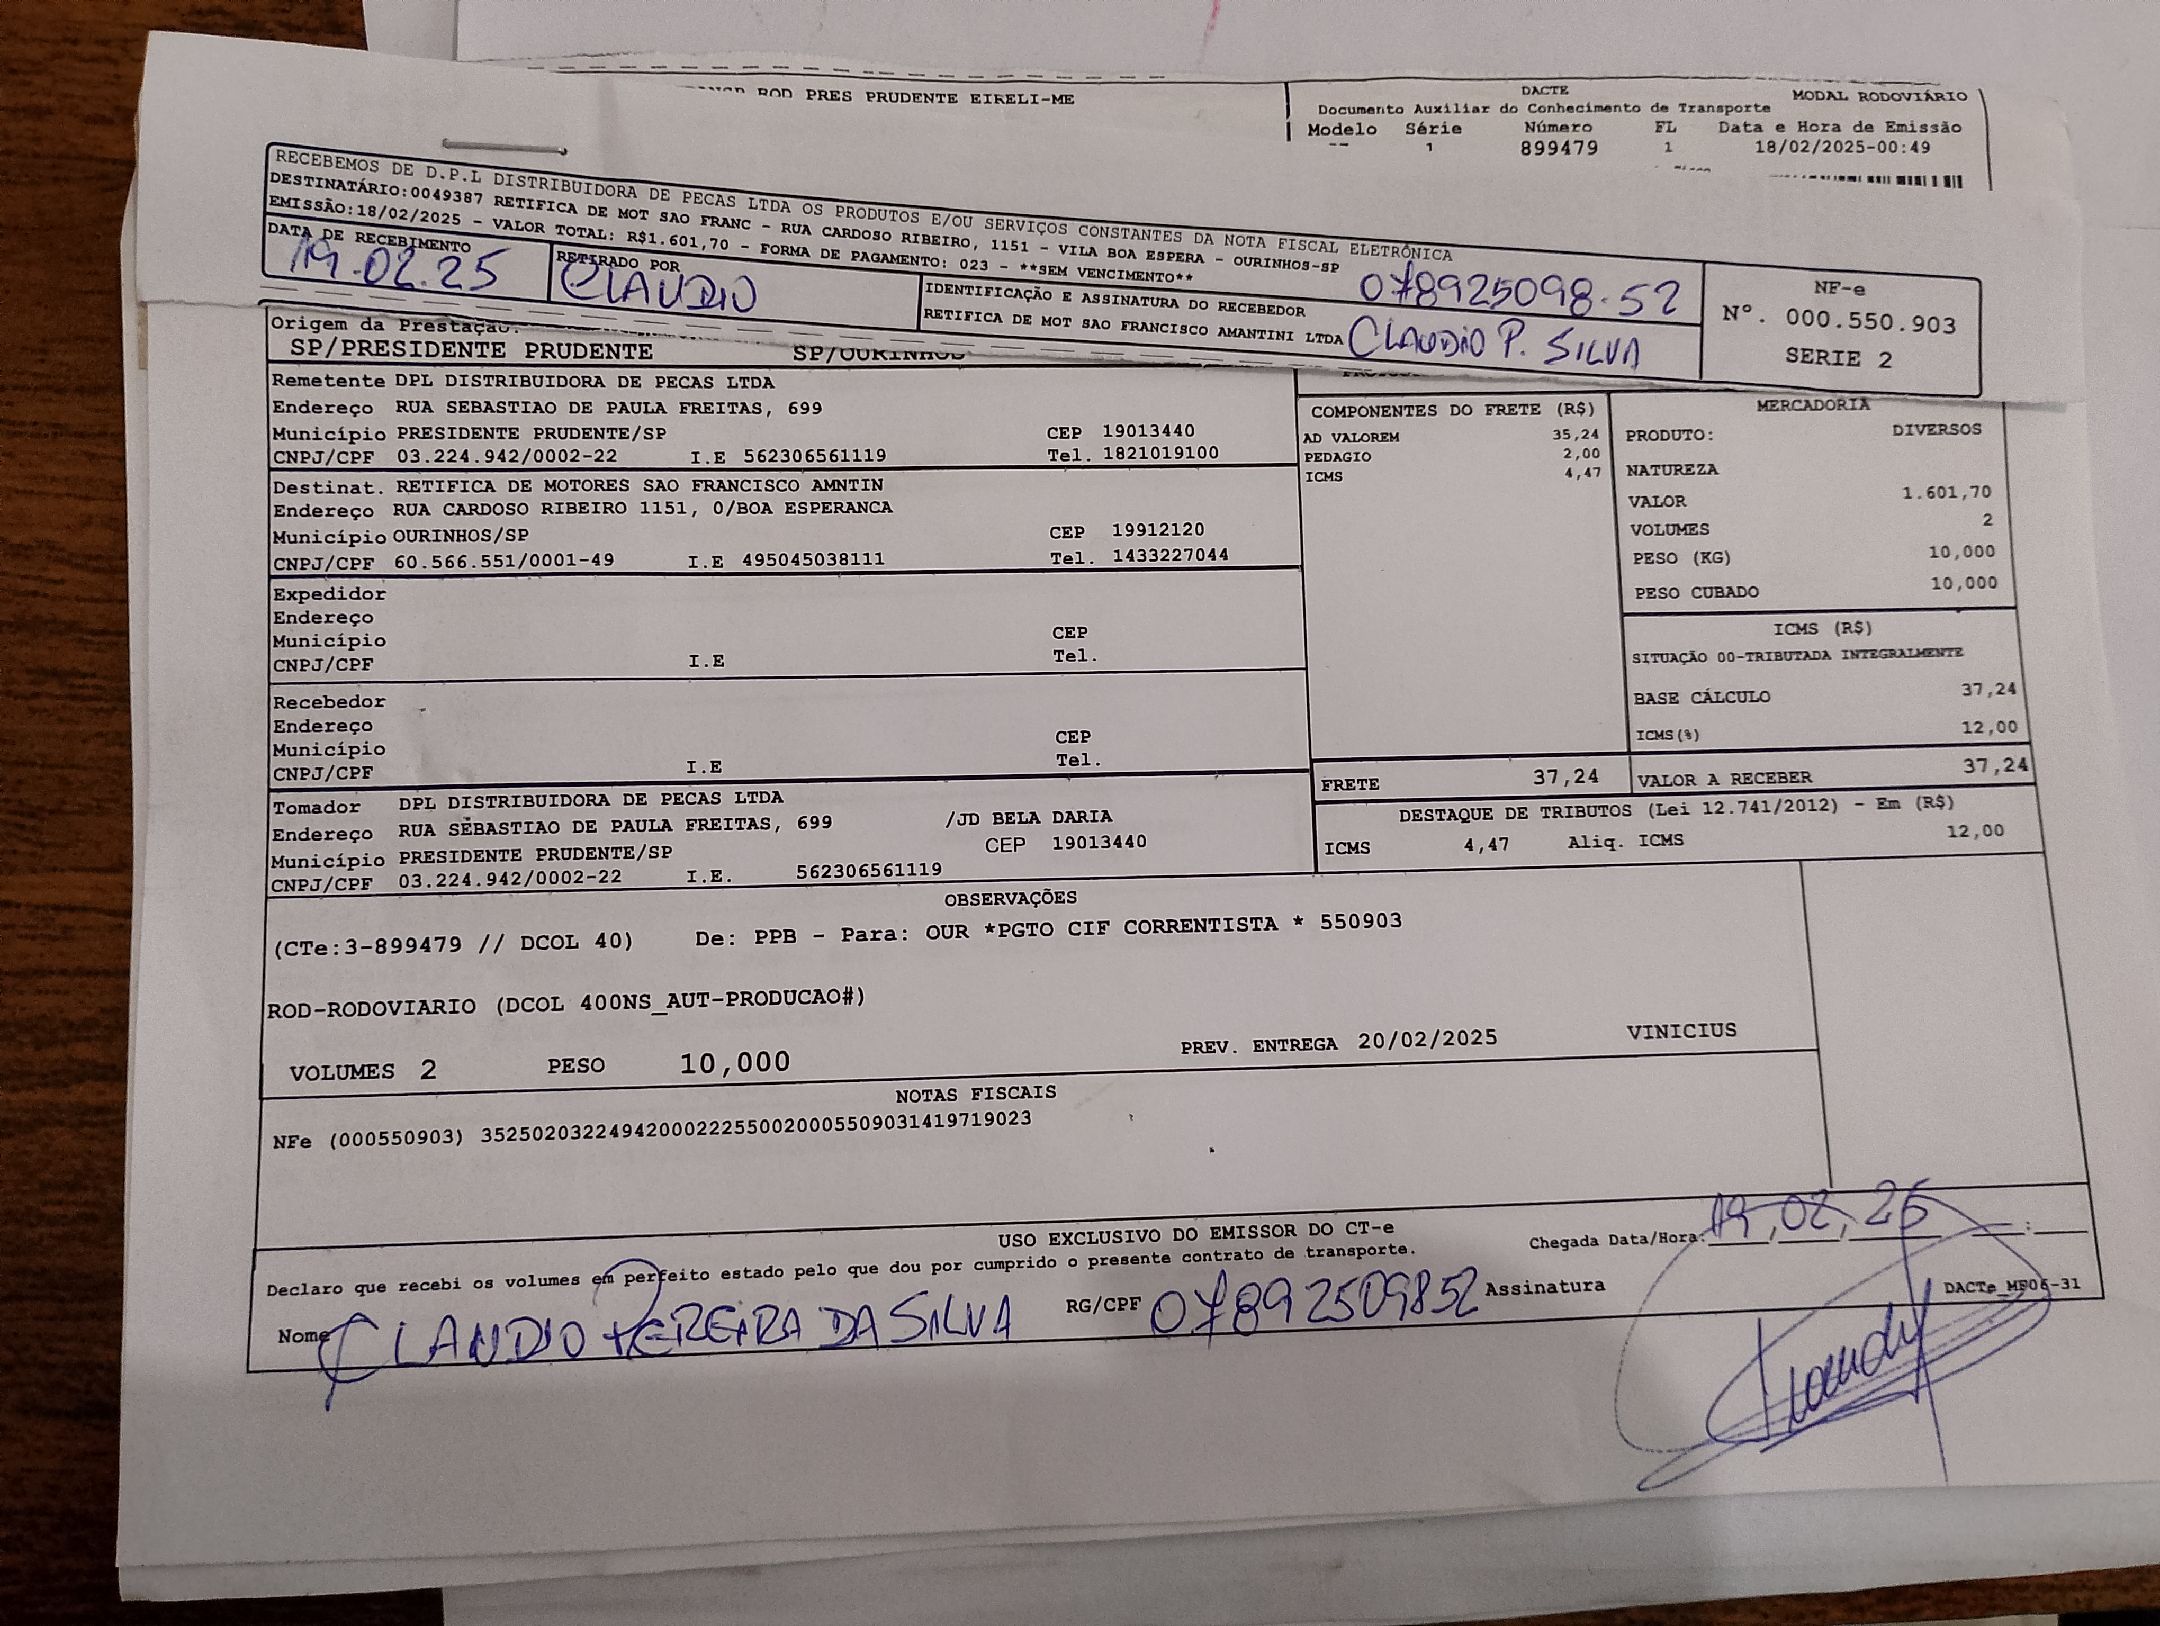 ROD PRES PRUDENTE EIRELI-ME
DACTE
MODAL RODOVIÁRIO
Documento Auxiliar do Conhecimento de Transporte
Modelo Série Número FL Data e Hora de Emissão
-- 1 899479 1 18/02/2025-00:49
RECEBEMOS DE D.P.L DISTRIBUIDORA DE PECAS LTDA OS PRODUTOS E/OU SERVIÇOS CONSTANTES DA NOTA FISCAL ELETRÔNICA
DESTINATÁRIO:0049387 RETIFICA DE MOT SAO FRANC - RUA CARDOSO RIBEIRO, 1151 - VILA BOA ESPERA - OURINHOS-SP
EMISSÃO:18/02/2025 - VALOR TOTAL: R$1.601,70 - FORMA DE PAGAMENTO: 023 - **SEM VENCIMENTO**
DATA DE RECEBIMENTO
19.02.25
RETIRADO POR
CLAUDIO
IDENTIFICAÇÃO E ASSINATURA DO RECEBEDOR
078925098.52
RETIFICA DE MOT SAO FRANCISCO AMANTINI LTDA
CLAUDIO P. SILVA
NF-e
Nº. 000.550.903
SERIE 2
Origem da Prestação:
SP/PRESIDENTE PRUDENTE SP/OURINHOS
Remetente DPL DISTRIBUIDORA DE PECAS LTDA
Endereço RUA SEBASTIAO DE PAULA FREITAS, 699
Município PRESIDENTE PRUDENTE/SP CEP 19013440
CNPJ/CPF 03.224.942/0002-22 I.E 562306561119 Tel. 1821019100
Destinat. RETIFICA DE MOTORES SAO FRANCISCO AMNTIN
Endereço RUA CARDOSO RIBEIRO 1151, 0/BOA ESPERANCA
Município OURINHOS/SP CEP 19912120
CNPJ/CPF 60.566.551/0001-49 I.E 495045038111 Tel. 1433227044
Expedidor
Endereço
Município CEP
CNPJ/CPF I.E Tel.
Recebedor
Endereço
Município CEP
CNPJ/CPF I.E Tel.
Tomador DPL DISTRIBUIDORA DE PECAS LTDA
Endereço RUA SEBASTIAO DE PAULA FREITAS, 699 /JD BELA DARIA
Município PRESIDENTE PRUDENTE/SP CEP 19013440
CNPJ/CPF 03.224.942/0002-22 I.E. 562306561119
COMPONENTES DO FRETE (R$)
AD VALOREM 35,24
PEDAGIO 2,00
ICMS 4,47
MERCADORIA
PRODUTO: DIVERSOS
NATUREZA
VALOR 1.601,70
VOLUMES 2
PESO (KG) 10,000
PESO CUBADO 10,000
ICMS (R$)
SITUAÇÃO 00-TRIBUTADA INTEGRALMENTE
BASE CÁLCULO 37,24
ICMS(%) 12,00
FRETE 37,24
VALOR A RECEBER 37,24
DESTAQUE DE TRIBUTOS (Lei 12.741/2012) - Em (R$)
ICMS 4,47 Aliq. ICMS 12,00
OBSERVAÇÕES
(CTe:3-899479 // DCOL 40) De: PPB - Para: OUR *PGTO CIF CORRENTISTA * 550903
ROD-RODOVIARIO (DCOL 400NS_AUT-PRODUCAO#)
VOLUMES 2 PESO 10,000 PREV. ENTREGA 20/02/2025 VINICIUS
NOTAS FISCAIS
NFe (000550903) 35250203224942000222550020005509031419719023
USO EXCLUSIVO DO EMISSOR DO CT-e
Declaro que recebi os volumes em perfeito estado pelo que dou por cumprido o presente contrato de transporte.
Chegada Data/Hora: 19,02,25 __:__
Nome CLAUDIO PEREIRA DA SILVA RG/CPF 07892509852 Assinatura
DACTe_MF06-31